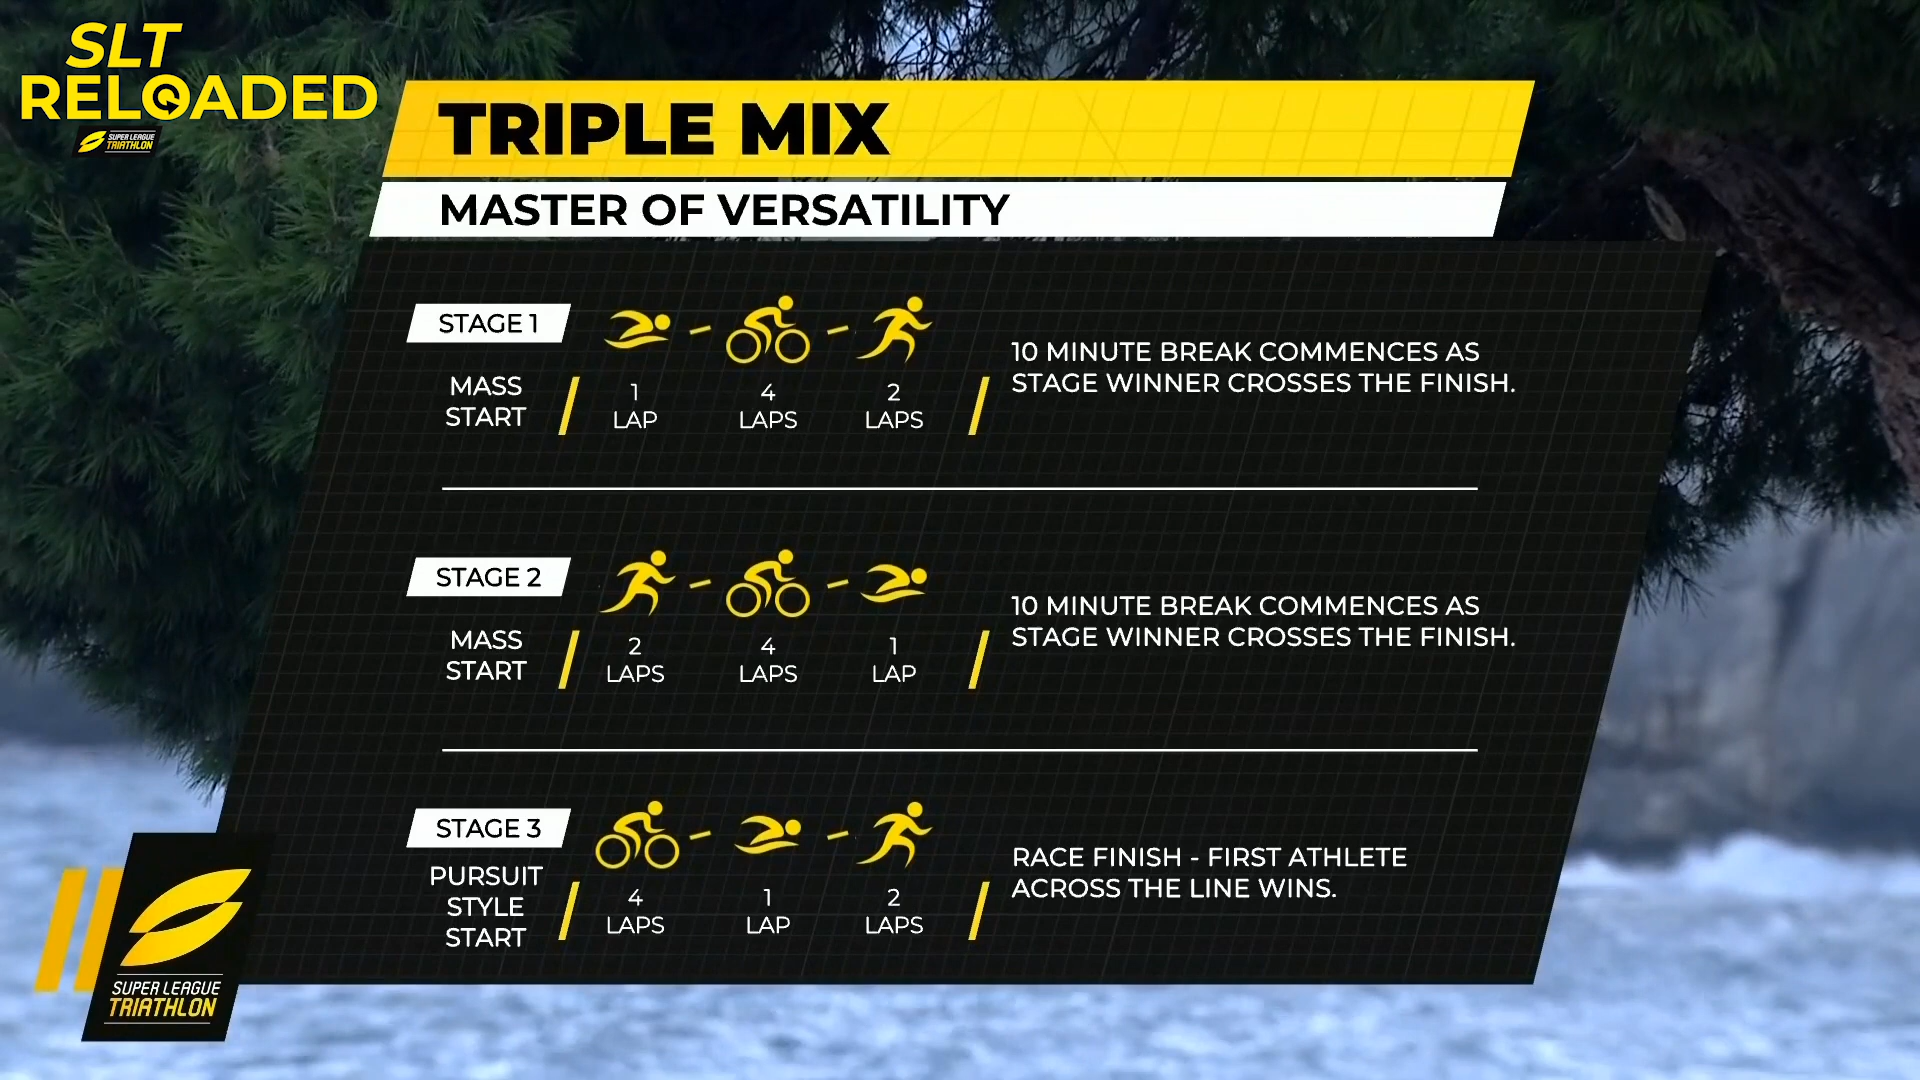 SLT
RELOADED
SUPER LEAGUE
TRIATHLON
TRIPLE MIX
MASTER OF VERSATILITY
STAGE 1
MASS
START
1
LAP
4
LAPS
2
LAPS
10 MINUTE BREAK COMMENCES AS
STAGE WINNER CROSSES THE FINISH.
STAGE 2
MASS
START
2
LAPS
4
LAPS
1
LAP
10 MINUTE BREAK COMMENCES AS
STAGE WINNER CROSSES THE FINISH.
STAGE 3
PURSUIT
STYLE
START
4
LAPS
1
LAP
2
LAPS
RACE FINISH - FIRST ATHLETE
ACROSS THE LINE WINS.
SUPER LEAGUE
TRIATHLON